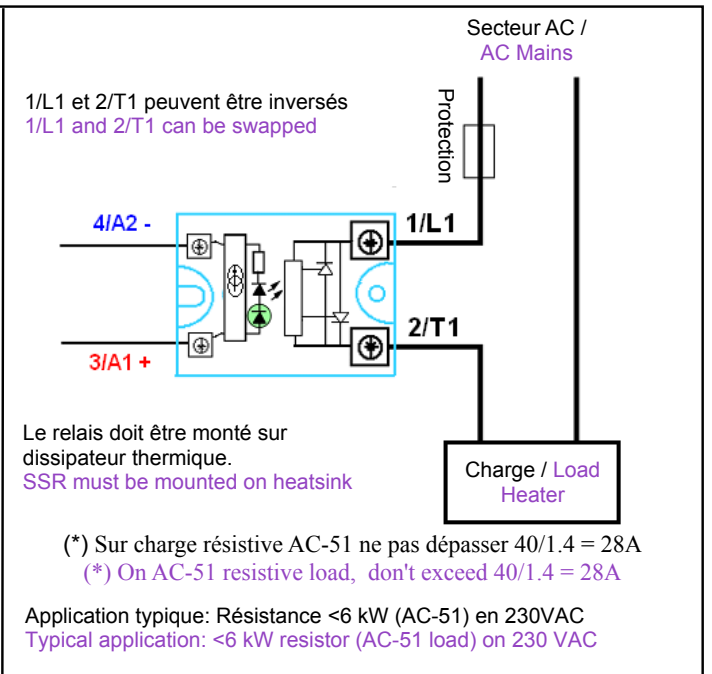 Secteur AC /
AC Mains
1/L1 et 2/T1 peuvent être inversés
1/L1 and 2/T1 can be swapped
Protection
4/A2 -
1/L1
2/T1
3/A1 +
Le relais doit être monté sur
dissipateur thermique.
SSR must be mounted on heatsink
Charge / Load
Heater
(*) Sur charge résistive AC-51 ne pas dépasser 40/1.4 = 28A
(*) On AC-51 resistive load, don't exceed 40/1.4 = 28A
Application typique: Résistance <6 kW (AC-51) en 230VAC
Typical application: <6 kW resistor (AC-51 load) on 230 VAC